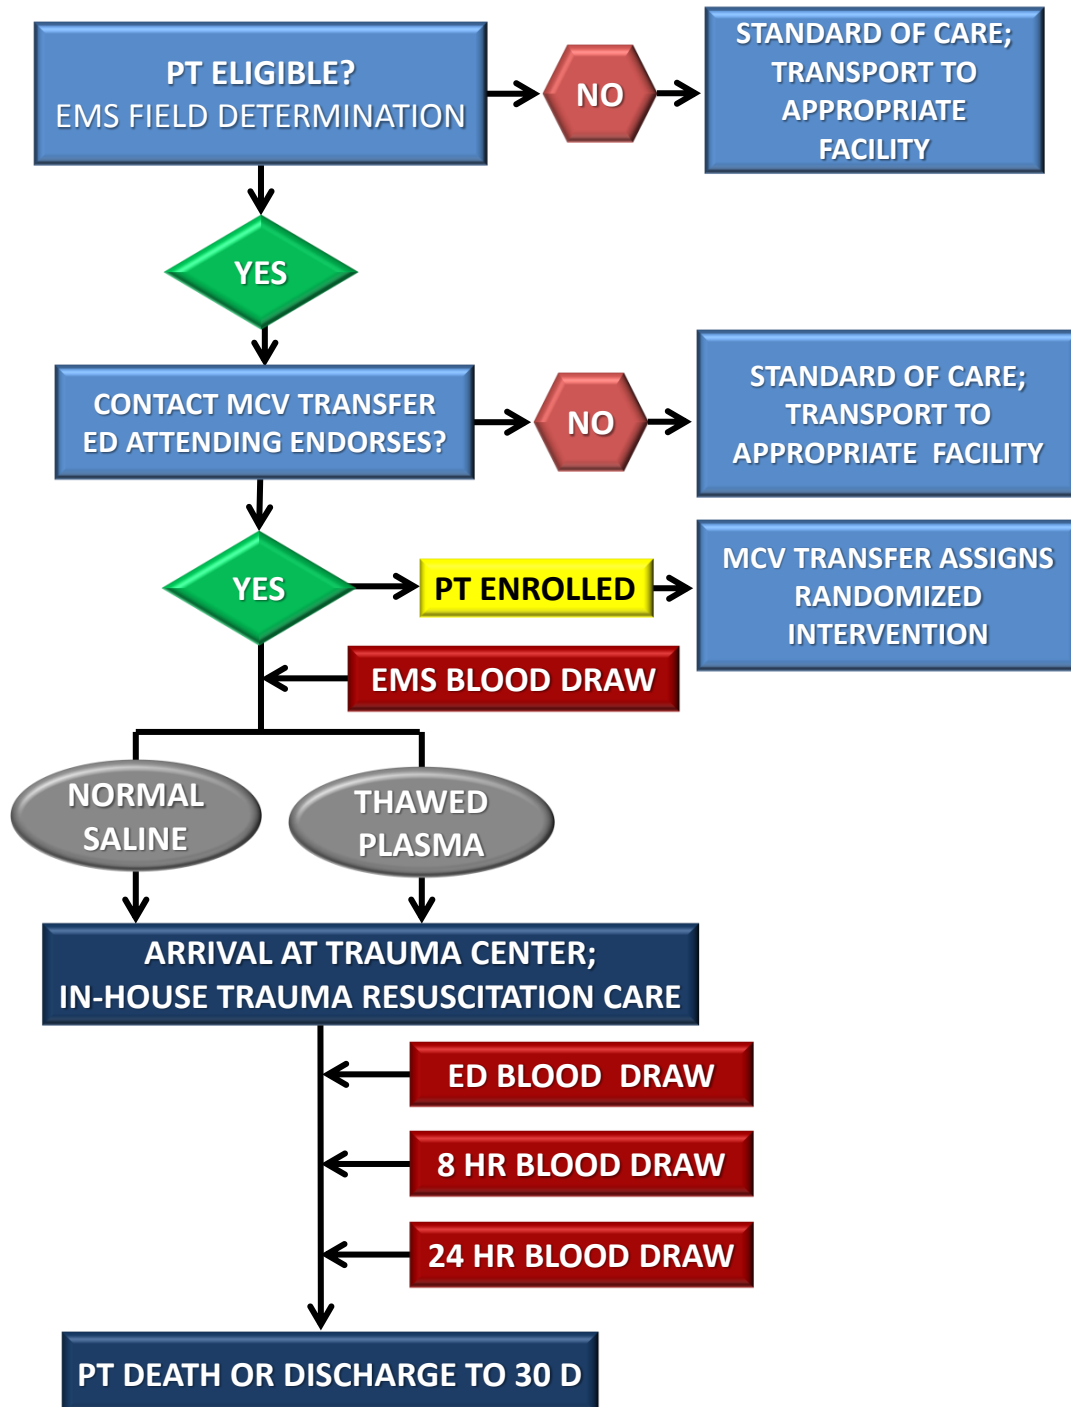 PT ELIGIBLE?
EMS FIELD DETERMINATION
NO
STANDARD OF CARE;
TRANSPORT TO
APPROPRIATE
FACILITY
YES
CONTACT MCV TRANSFER
ED ATTENDING ENDORSES?
NO
STANDARD OF CARE;
TRANSPORT TO
APPROPRIATE FACILITY
YES
PT ENROLLED
MCV TRANSFER ASSIGNS
RANDOMIZED
INTERVENTION
EMS BLOOD DRAW
NORMAL
SALINE
THAWED
PLASMA
ARRIVAL AT TRAUMA CENTER;
IN-HOUSE TRAUMA RESUSCITATION CARE
ED BLOOD DRAW
8 HR BLOOD DRAW
24 HR BLOOD DRAW
PT DEATH OR DISCHARGE TO 30 D